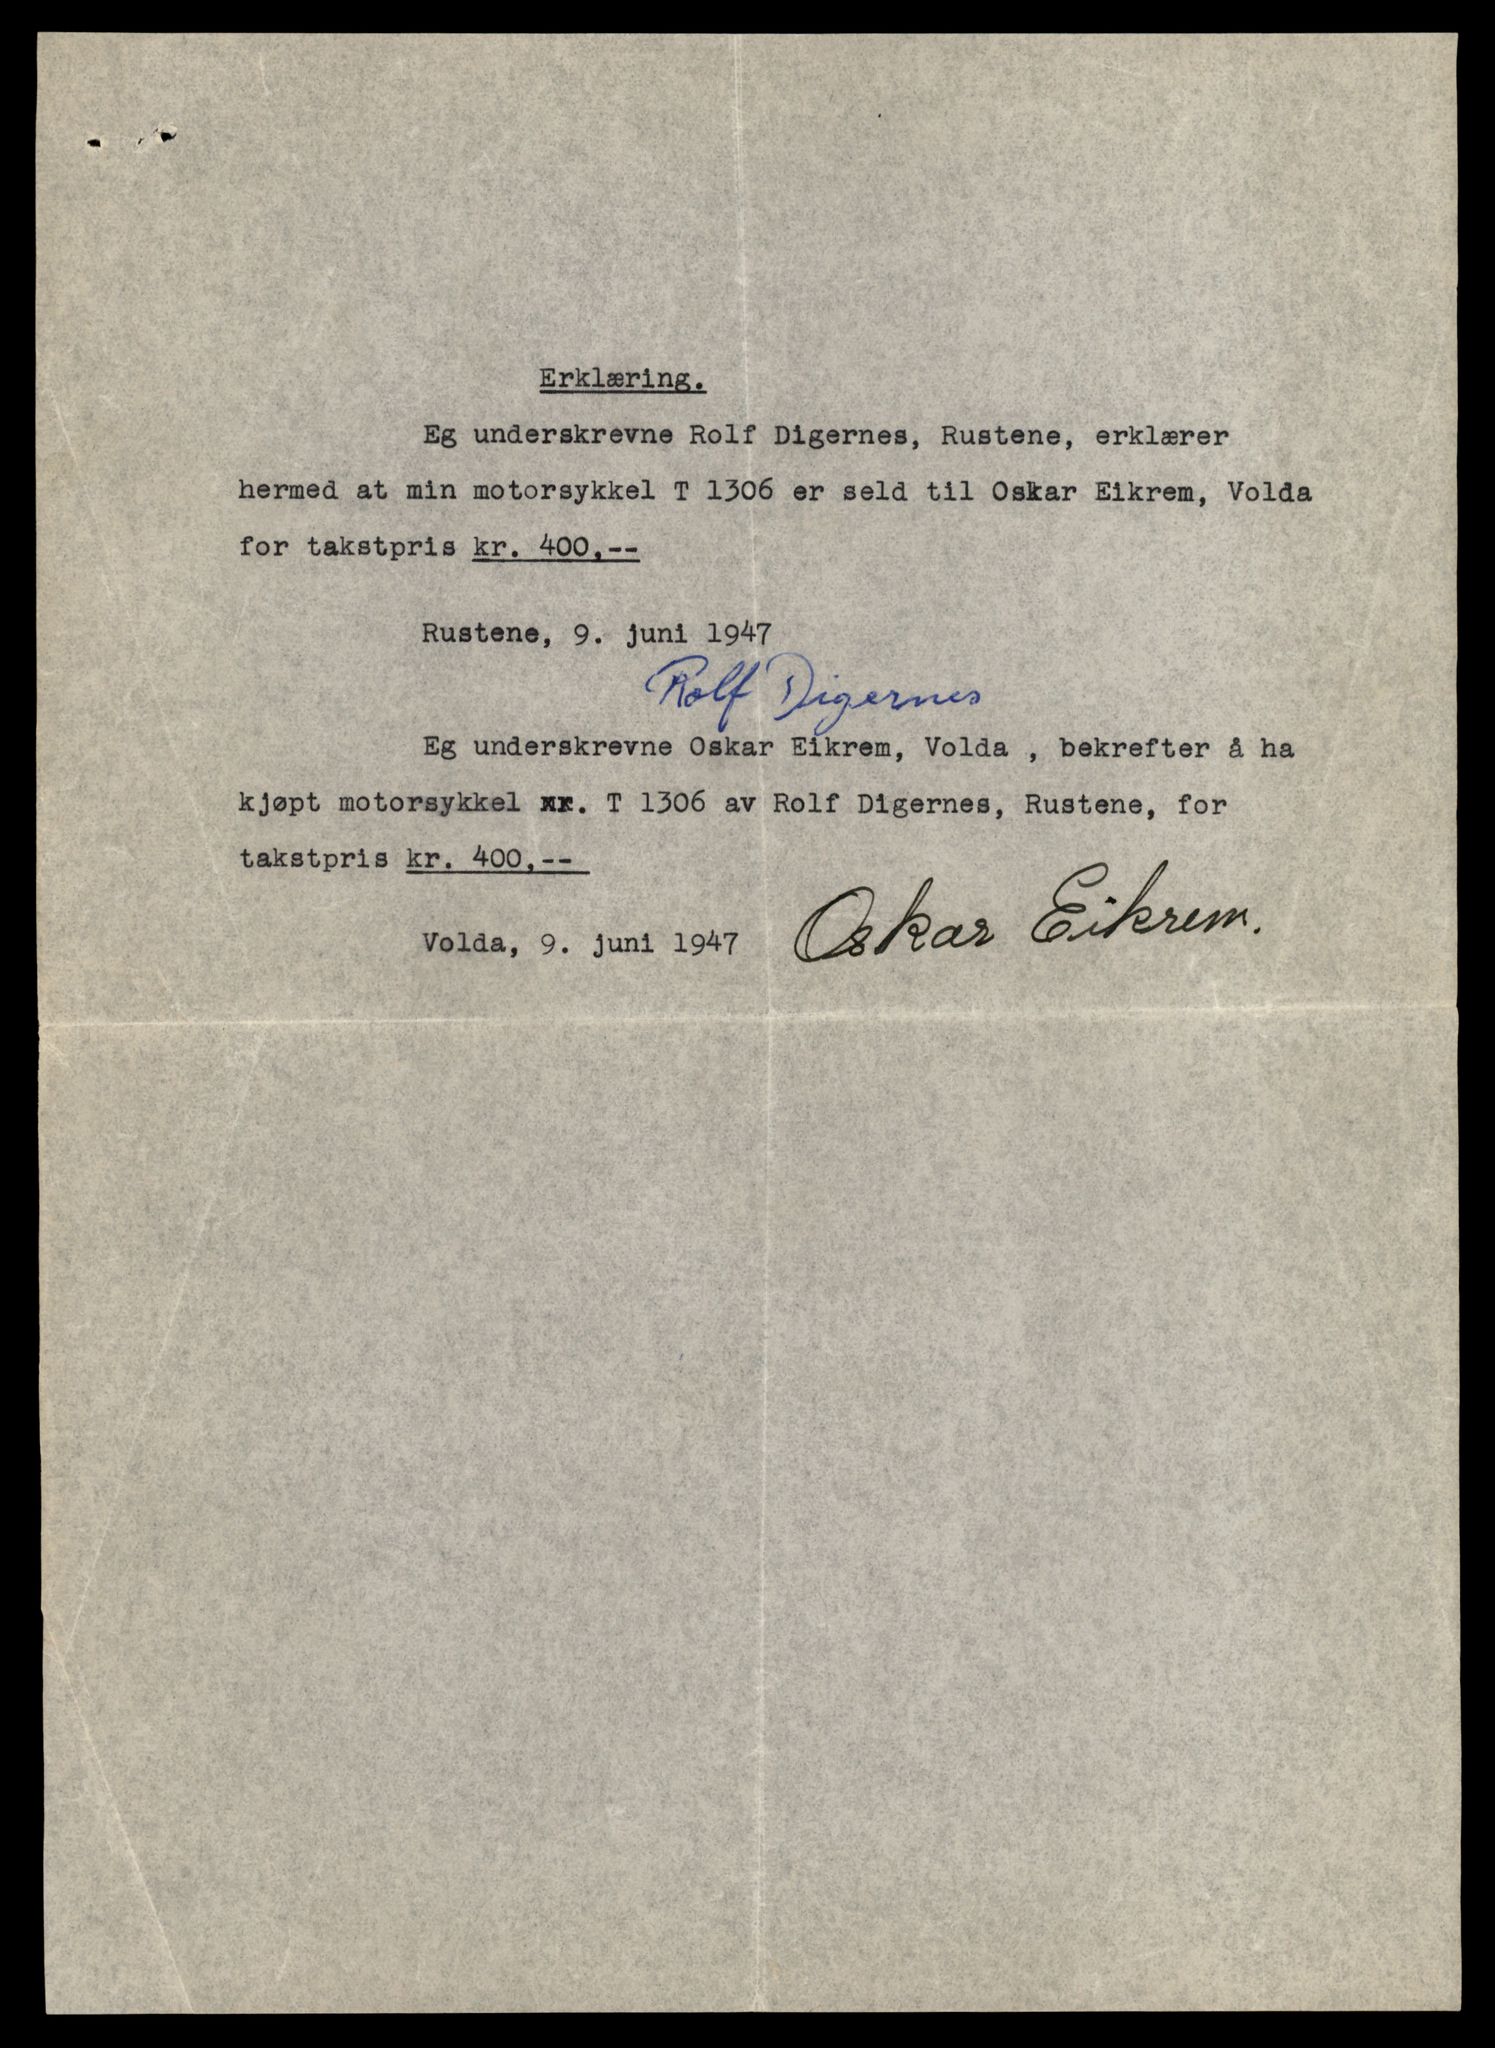 Erklæring.
Eg underskrevne Rolf Digernes, Rustene, erklærer
hermed at min motorsykkel T 1306 er seld til Oskar Eikrem, Volda
for takstpris kr. 400,--
Rustene, 9. juni 1947
Rolf Digernes
Eg underskrevne Oskar Eikrem, Volda , bekrefter å ha
kjøpt motorsykkel nr. T 1306 av Rolf Digernes, Rustene, for
takstpris kr. 400,--
Volda, 9. juni 1947 Oskar Eikrem.